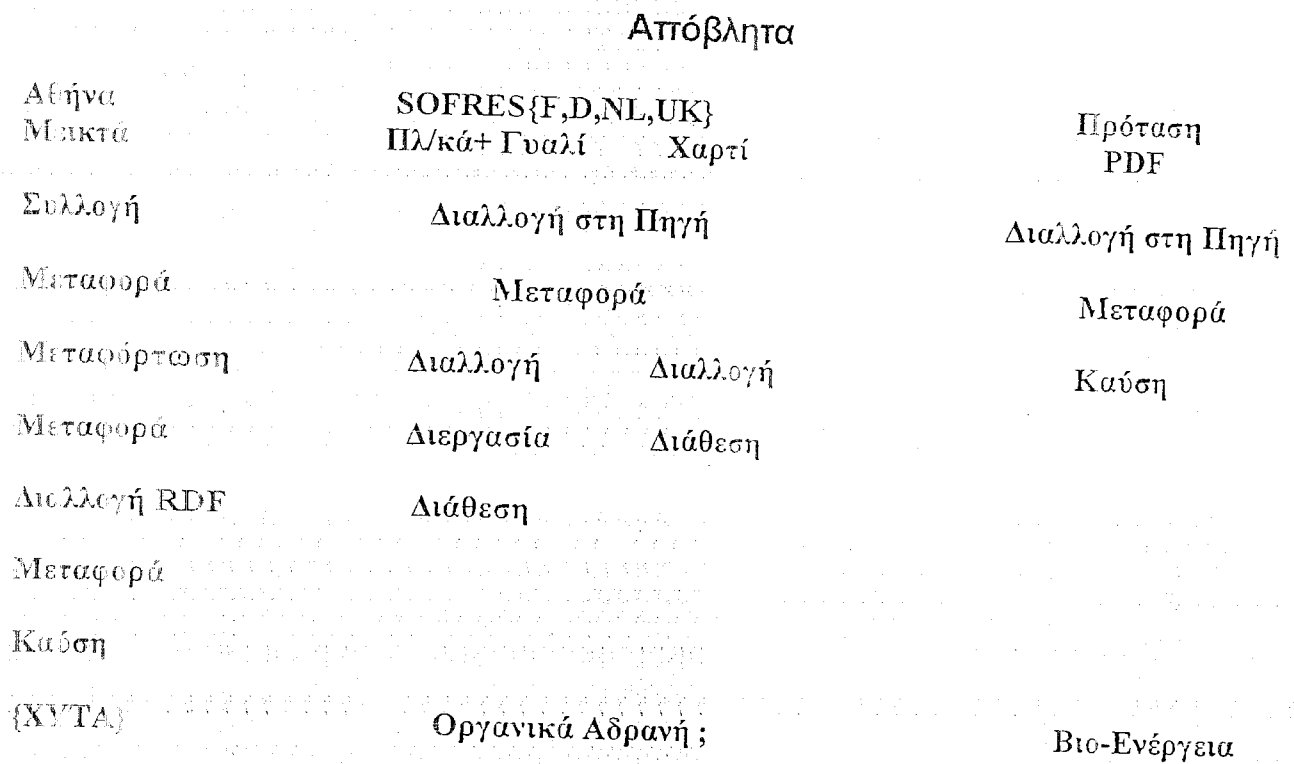 Απόβλητα
Αθήνα SOFRES{F,D,NL,UK} Πρόταση
Μεικτά Πλ/κά+ Γυαλί Χαρτί PDF
Συλλογή Διαλλογή στη Πηγή Διαλλογή στη Πηγή
Μεταφορά Μεταφορά Μεταφορά
Μεταφόρτωση Διαλλογή Διαλλογή Καύση
Μεταφορά Διεργασία Διάθεση
Διαλλογή RDF Διάθεση
Μεταφορά
Καύση
{ΧΥΤΑ} Οργανικά Αδρανή ; Βιο-Ενέργεια